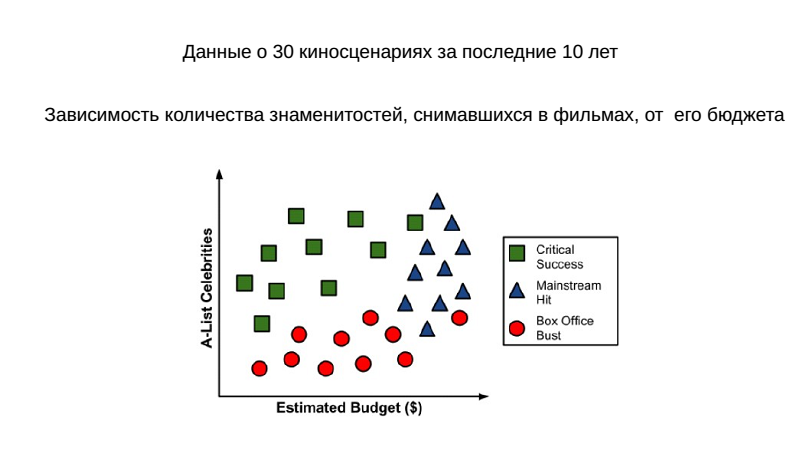 Данные о 30 киносценариях за последние 10 лет
Зависимость количества знаменитостей, снимавшихся в фильмах, от  его бюджета
A-List Celebrities
Critical
Success
Mainstream
Hit
Box Office
Bust
Estimated Budget ($)